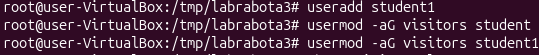 root@user-VirtualBox:/tmp/labrabota3# useradd student1
root@user-VirtualBox:/tmp/labrabota3# usermod -aG visitors student
root@user-VirtualBox:/tmp/labrabota3# usermod -aG visitors student1